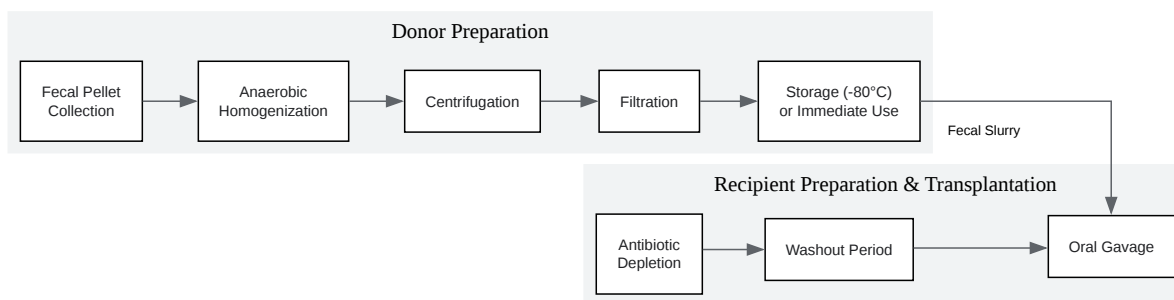 Donor Preparation
Fecal Pellet
Collection
Anaerobic
Homogenization
Centrifugation
Filtration
Storage (-80°C)
or Immediate Use
Fecal Slurry
Recipient Preparation & Transplantation
Antibiotic
Depletion
Washout Period
Oral Gavage